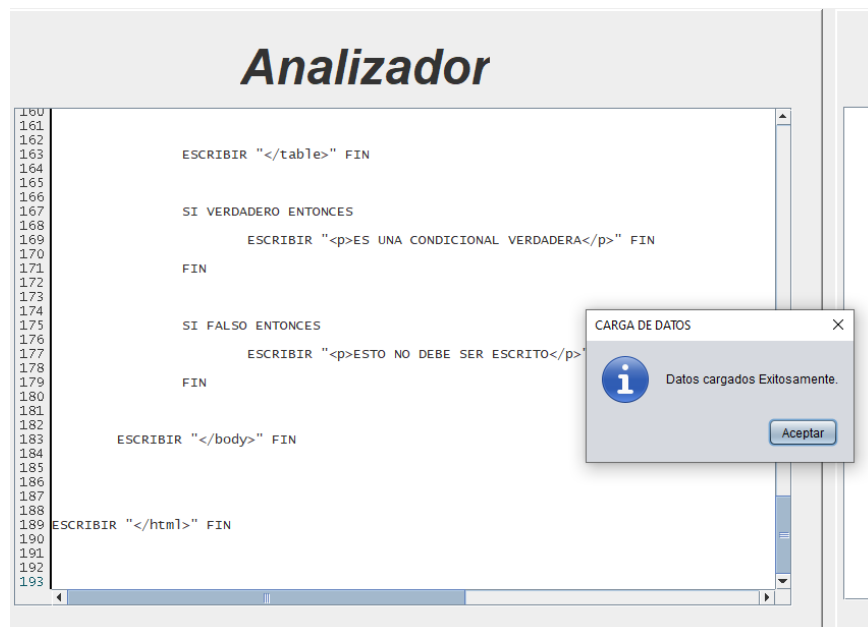 Analizador
160
161
162
163 ESCRIBIR "</table>" FIN
164
165
166
167 SI VERDADERO ENTONCES
168
169 ESCRIBIR "<p>ES UNA CONDICIONAL VERDADERA</p>" FIN
170
171 FIN
172
173
174
175 SI FALSO ENTONCES
176
177 ESCRIBIR "<p>ESTO NO DEBE SER ESCRITO</p>"
178
179 FIN
180
181
182
183 ESCRIBIR "</body>" FIN
184
185
186
187
188
189 ESCRIBIR "</html>" FIN
190
191
192
193
CARGA DE DATOS
Datos cargados Exitosamente.
Aceptar